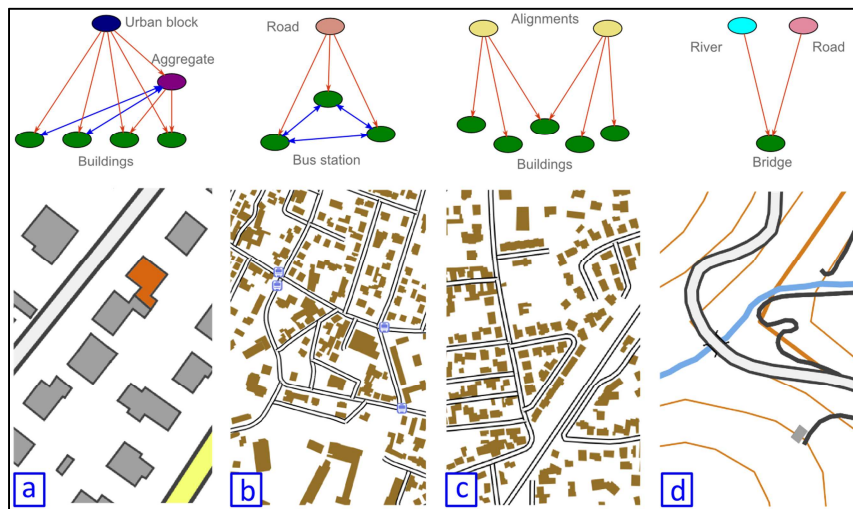 Urban block
Aggregate
Buildings
Road
Bus station
Alignments
Buildings
River
Road
Bridge
a
b
c
d